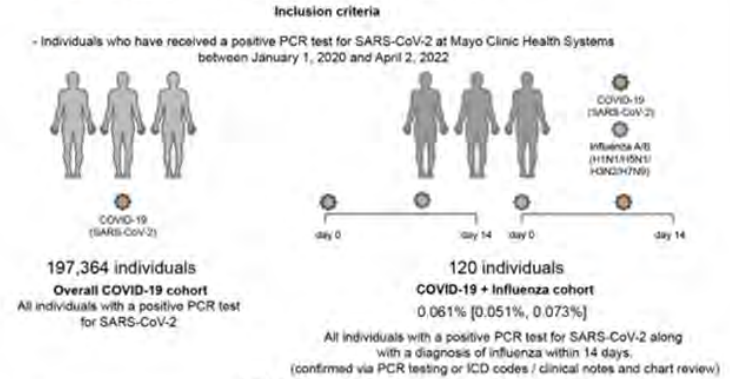 Inclusion criteria
- Individuals who have received a positive PCR test for SARS-CoV-2 at Mayo Clinic Health Systems
between January 1, 2020 and April 2, 2022
COVID-19
(SARS-CoV-2)
Influenza A/B
(H1N1/H5N1/
H3N2/H7N9)
COVID-19
(SARS-CoV-2)
day 0
day 14
day 0
day 14
197,364 individuals
Overall COVID-19 cohort
All individuals with a positive PCR test
for SARS-CoV-2
120 individuals
COVID-19 + Influenza cohort
0.061% [0.051%, 0.073%]
All individuals with a positive PCR test for SARS-CoV-2 along
with a diagnosis of influenza within 14 days.
(confirmed via PCR testing or ICD codes / clinical notes and chart review)